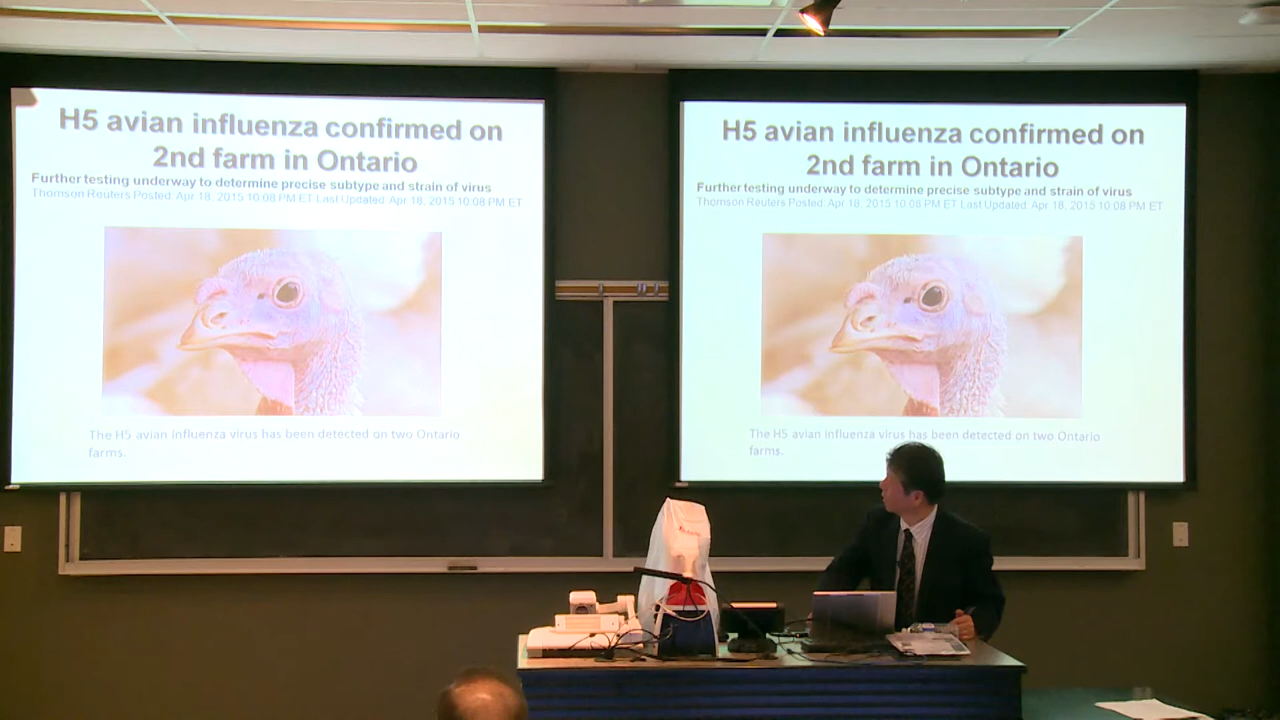 H5 avian influenza confirmed on
2nd farm in Ontario
Further testing underway to determine precise subtype and strain of virus
Thomson Reuters Posted: Apr 18, 2015 10:08 PM ET Last Updated: Apr 18, 2015 10:08 PM ET
The H5 avian influenza virus has been detected on two Ontario
farms.
H5 avian influenza confirmed on
2nd farm in Ontario
Further testing underway to determine precise subtype and strain of virus
Thomson Reuters Posted: Apr 18, 2015 10:08 PM ET Last Updated: Apr 18, 2015 10:08 PM ET
The H5 avian influenza virus has been detected on two Ontario
farms.